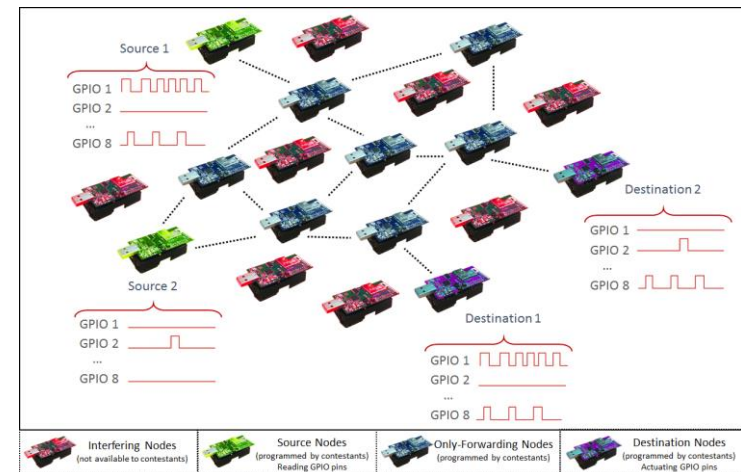 Source 1
GPIO 1
GPIO 2
...
GPIO 8
Destination 2
GPIO 1
GPIO 2
...
GPIO 8
Source 2
GPIO 1
GPIO 2
...
GPIO 8
Destination 1
GPIO 1
GPIO 2
...
GPIO 8
Interfering Nodes
(not available to contestants)
Source Nodes
(programmed by contestants)
Reading GPIO pins
Only-Forwarding Nodes
(programmed by contestants)
Destination Nodes
(programmed by contestants)
Actuating GPIO pins